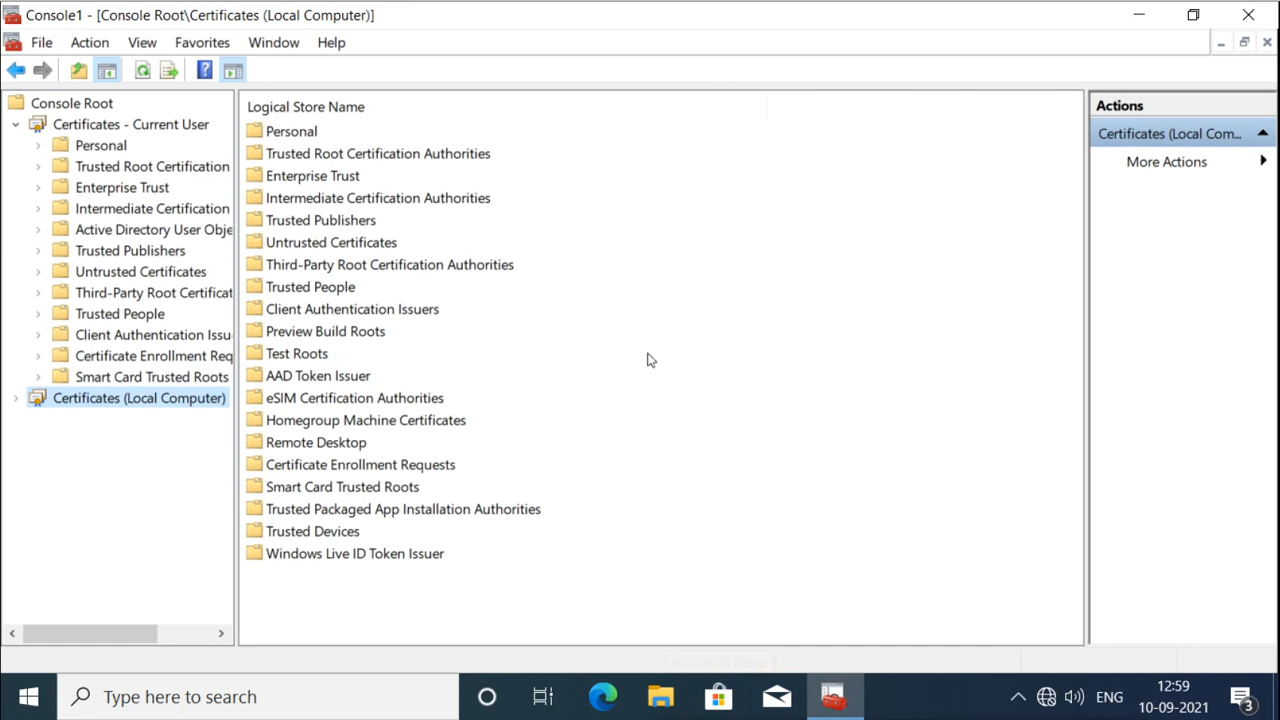 Console1 - [Console Root\Certificates (Local Computer)]
File Action View Favorites Window Help
Console Root
Certificates - Current User
Personal
Trusted Root Certification
Enterprise Trust
Intermediate Certification
Active Directory User Obje
Trusted Publishers
Untrusted Certificates
Third-Party Root Certificat
Trusted People
Client Authentication Issu
Certificate Enrollment Req
Smart Card Trusted Roots
Certificates (Local Computer)
Logical Store Name
Personal
Trusted Root Certification Authorities
Enterprise Trust
Intermediate Certification Authorities
Trusted Publishers
Untrusted Certificates
Third-Party Root Certification Authorities
Trusted People
Client Authentication Issuers
Preview Build Roots
Test Roots
AAD Token Issuer
eSIM Certification Authorities
Homegroup Machine Certificates
Remote Desktop
Certificate Enrollment Requests
Smart Card Trusted Roots
Trusted Packaged App Installation Authorities
Trusted Devices
Windows Live ID Token Issuer
Actions
Certificates (Local Com...
More Actions
Microsoft Store
Type here to search
ENG
12:59
10-09-2021
3